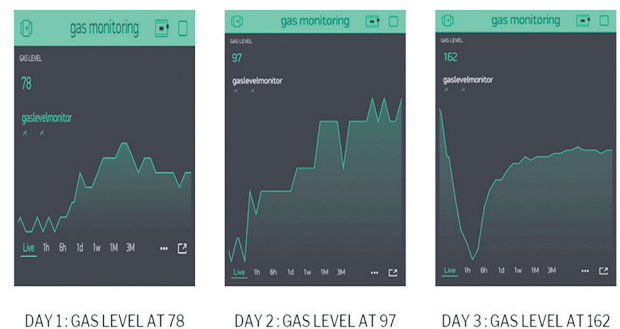 gas monitoring
GAS LEVEL
78
gaslevelmonitor
Live 1h 6h 1d 1w 1M 3M
DAY 1 : GAS LEVEL AT 78
gas monitoring
GAS LEVEL
97
gaslevelmonitor
Live 1h 6h 1d 1w 1M 3M
DAY 2 : GAS LEVEL AT 97
gas monitoring
GAS LEVEL
162
gaslevelmonitor
Live 1h 6h 1d 1w 1M 3M
DAY 3 : GAS LEVEL AT 162